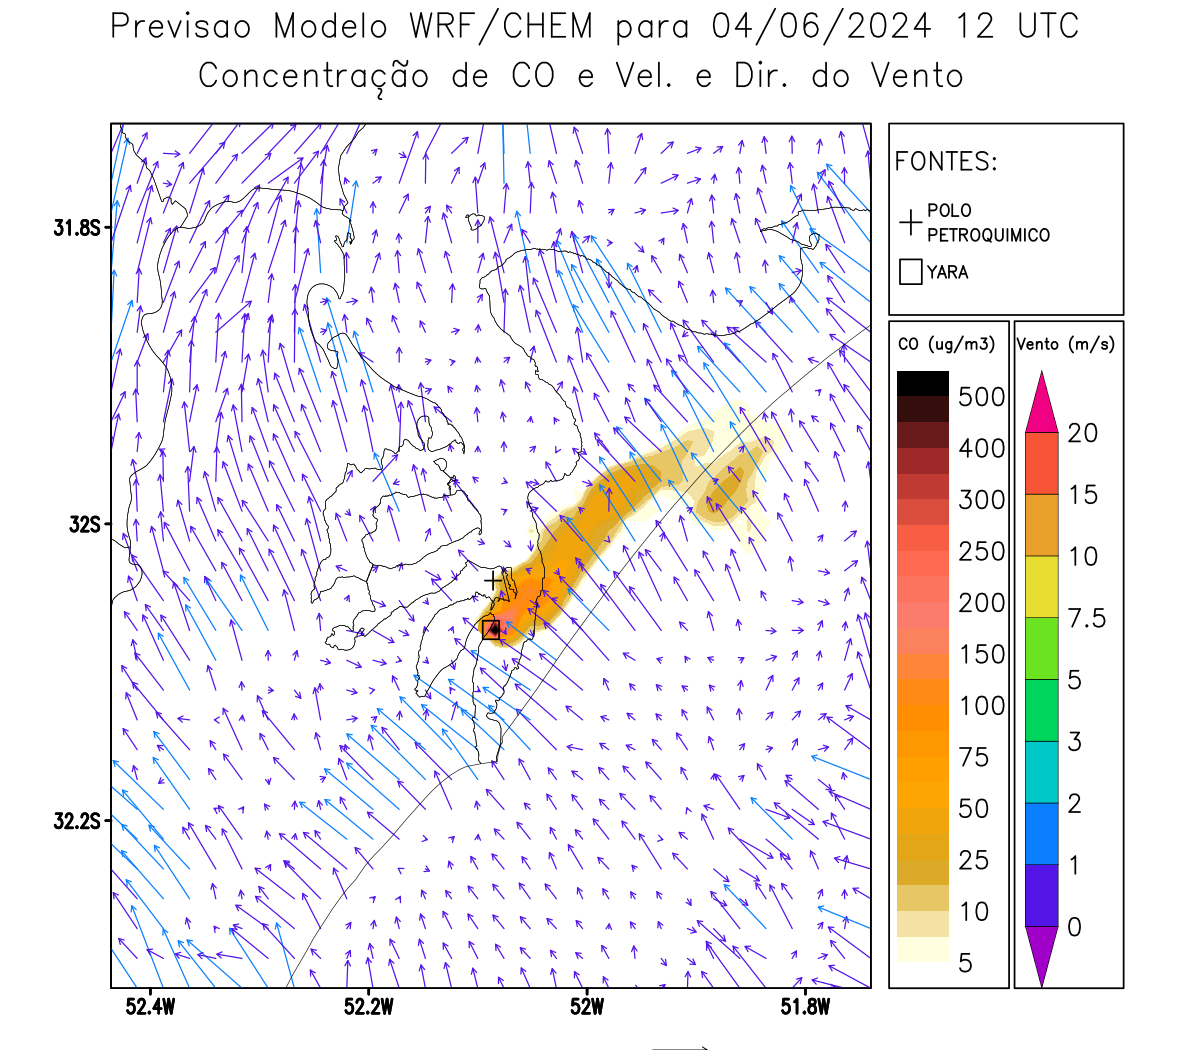 Previsao Modelo WRF/CHEM para 04/06/2024 12 UTC
Concentração de CO e Vel. e Dir. do Vento
FONTES:
POLO
PETROQUIMICO
YARA
CO (ug/m3)
500
400
300
250
200
150
100
75
50
25
10
5
Vento (m/s)
20
15
10
7.5
5
3
2
1
0
31.8S
32S
32.2S
52.4W
52.2W
52W
51.8W